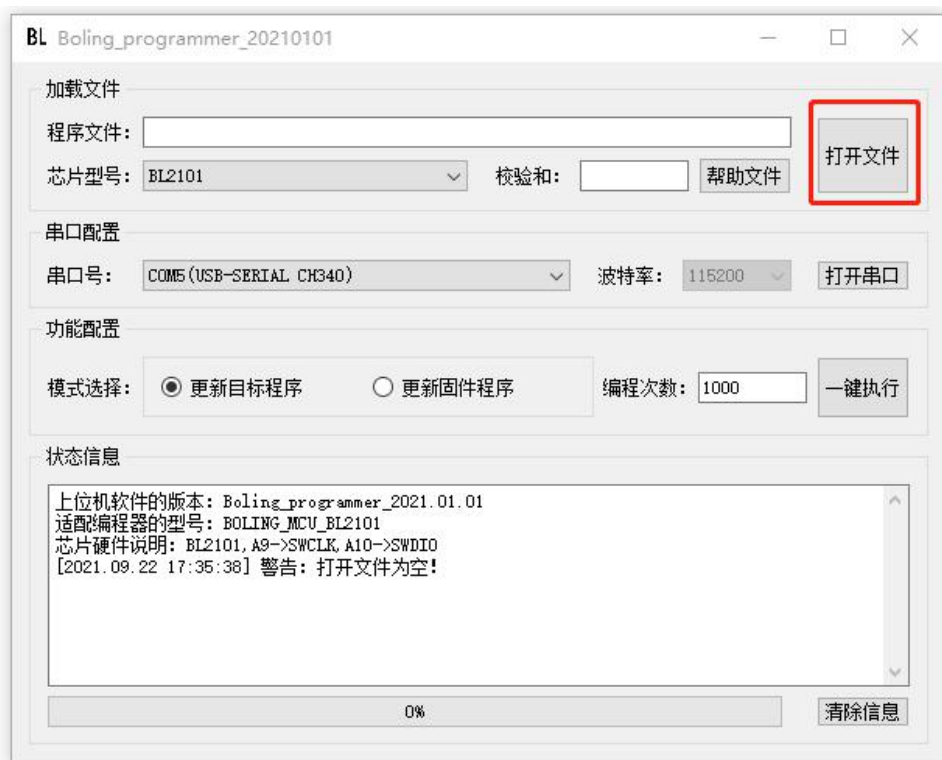 BL Boling_programmer_20210101
加载文件
程序文件：
打开文件
芯片型号： BL2101 校验和： 帮助文件
串口配置
串口号： COM5(USB-SERIAL CH340) 波特率： 115200 打开串口
功能配置
模式选择： 更新目标程序 更新固件程序 编程次数： 1000 一键执行
状态信息
上位机软件的版本：Boling_programmer_2021.01.01
适配编程器的型号：BOLING_MCU_BL2101
芯片硬件说明：BL2101,A9->SWCLK,A10->SWDIO
[2021.09.22 17:35:38] 警告：打开文件为空!
0% 清除信息